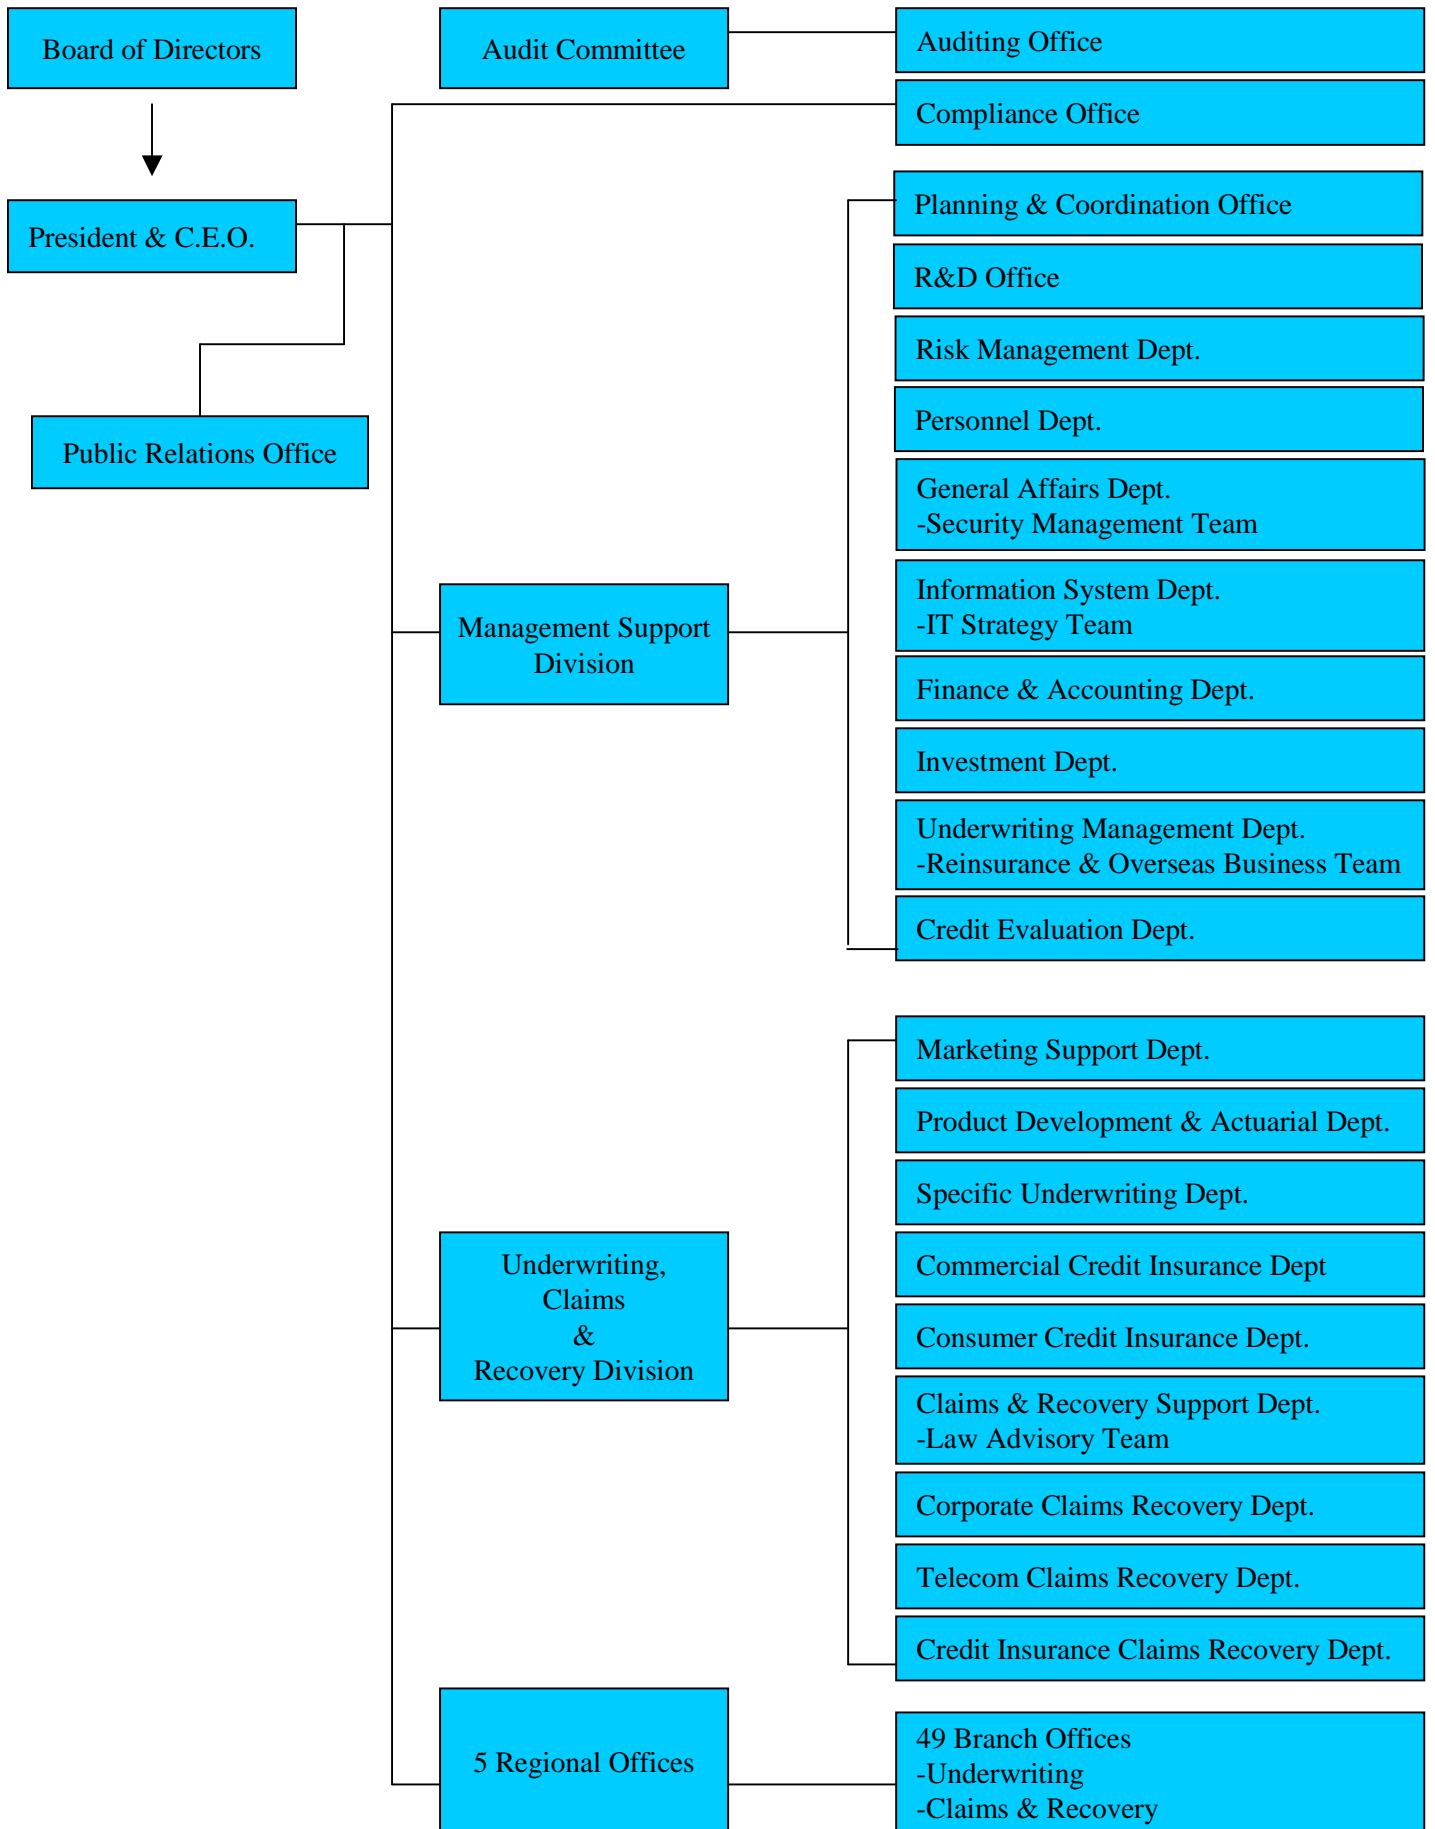 Board of Directors
Audit Committee
Auditing Office
Compliance Office
President & C.E.O.
Public Relations Office
Planning & Coordination Office
R&D Office
Risk Management Dept.
Personnel Dept.
General Affairs Dept.
-Security Management Team
Information System Dept.
-IT Strategy Team
Management Support
Division
Finance & Accounting Dept.
Investment Dept.
Underwriting Management Dept.
-Reinsurance & Overseas Business Team
Credit Evaluation Dept.
Marketing Support Dept.
Product Development & Actuarial Dept.
Specific Underwriting Dept.
Underwriting,
Claims
&
Recovery Division
Commercial Credit Insurance Dept
Consumer Credit Insurance Dept.
Claims & Recovery Support Dept.
-Law Advisory Team
Corporate Claims Recovery Dept.
Telecom Claims Recovery Dept.
Credit Insurance Claims Recovery Dept.
5 Regional Offices
49 Branch Offices
-Underwriting
-Claims & Recovery